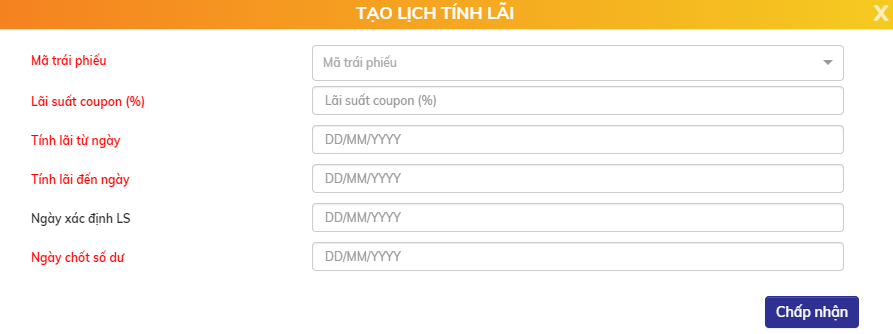 TẠO LỊCH TÍNH LÃI
X
Mã trái phiếu
Mã trái phiếu
Lãi suất coupon (%)
Lãi suất coupon (%)
Tính lãi từ ngày
DD/MM/YYYY
Tính lãi đến ngày
DD/MM/YYYY
Ngày xác định LS
DD/MM/YYYY
Ngày chốt số dư
DD/MM/YYYY
Chấp nhận